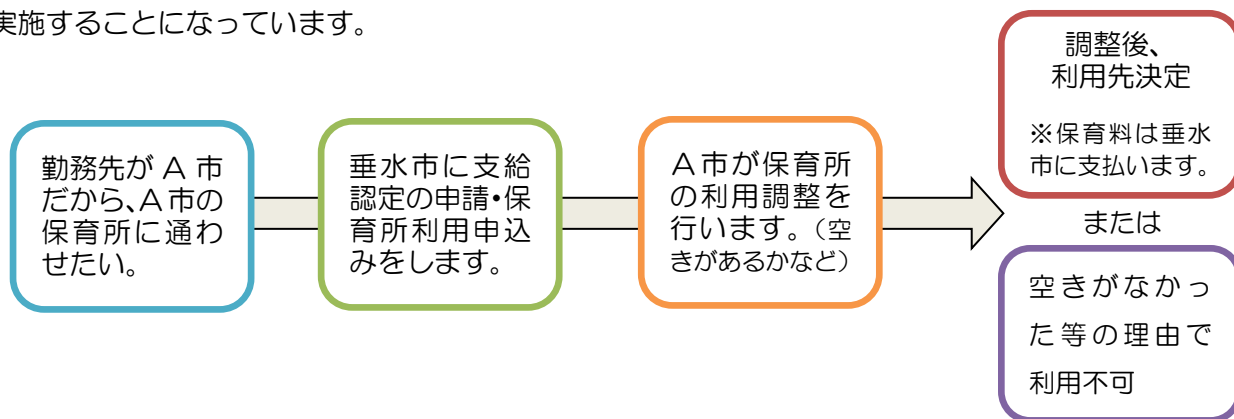 実施することになっています。
勤務先が A 市
だから、A市の
保育所に通わ
せたい。
垂水市に支給
認定の申請・保
育所利用申込
みをします。
A市が保育所
の利用調整を
行います。（空
きがあるかなど）
調整後、
利用先決定
※保育料は垂水
市に支払います。
または
空きがなかっ
た等の理由で
利用不可